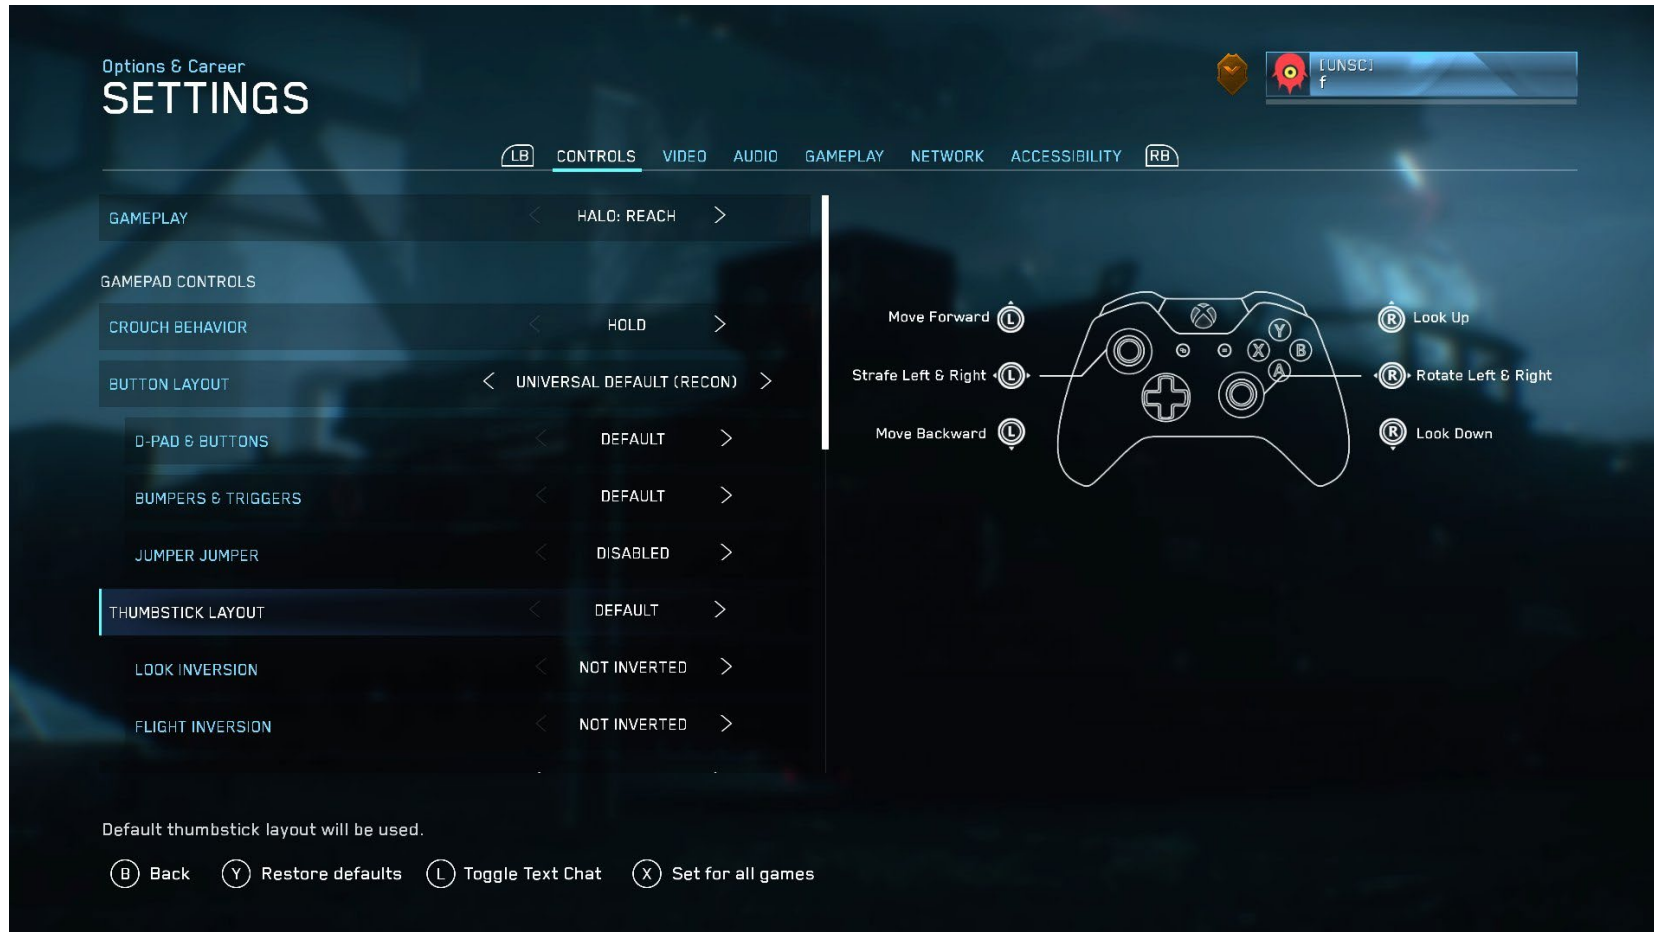 Options & Career
SETTINGS
[UNSC]
f
LB CONTROLS VIDEO AUDIO GAMEPLAY NETWORK ACCESSIBILITY RB
GAMEPLAY HALO: REACH
GAMEPAD CONTROLS
CROUCH BEHAVIOR HOLD
BUTTON LAYOUT UNIVERSAL DEFAULT (RECON)
D-PAD & BUTTONS DEFAULT
BUMPERS & TRIGGERS DEFAULT
JUMPER JUMPER DISABLED
THUMBSTICK LAYOUT DEFAULT
LOOK INVERSION NOT INVERTED
FLIGHT INVERSION NOT INVERTED
Move Forward L
R Look Up
Y
X B
A
Strafe Left & Right L
R Rotate Left & Right
Move Backward L
R Look Down
Default thumbstick layout will be used.
B Back Y Restore defaults L Toggle Text Chat X Set for all games